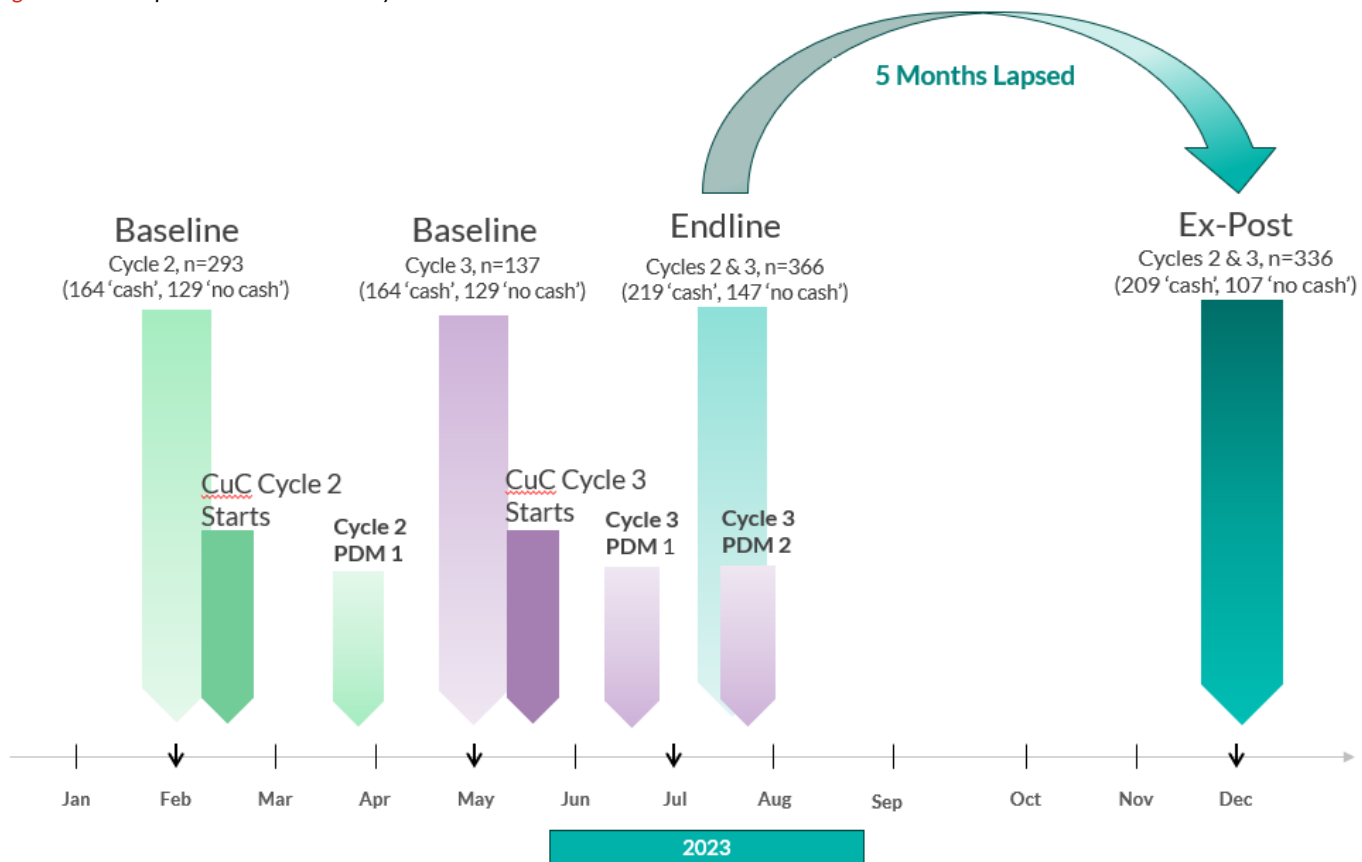 5 Months Lapsed
Baseline
Cycle 2, n=293
(164 ‘cash’, 129 ‘no cash’)
Baseline
Cycle 3, n=137
(164 ‘cash’, 129 ‘no cash’)
Endline
Cycles 2 & 3, n=366
(219 ‘cash’, 147 ‘no cash’)
Ex-Post
Cycles 2 & 3, n=336
(209 ‘cash’, 107 ‘no cash’)
CuC Cycle 2
Starts
Cycle 2
PDM 1
CuC Cycle 3
Starts
Cycle 3
PDM 1
Cycle 3
PDM 2
Jan Feb Mar Apr May Jun Jul Aug Sep Oct Nov Dec
2023